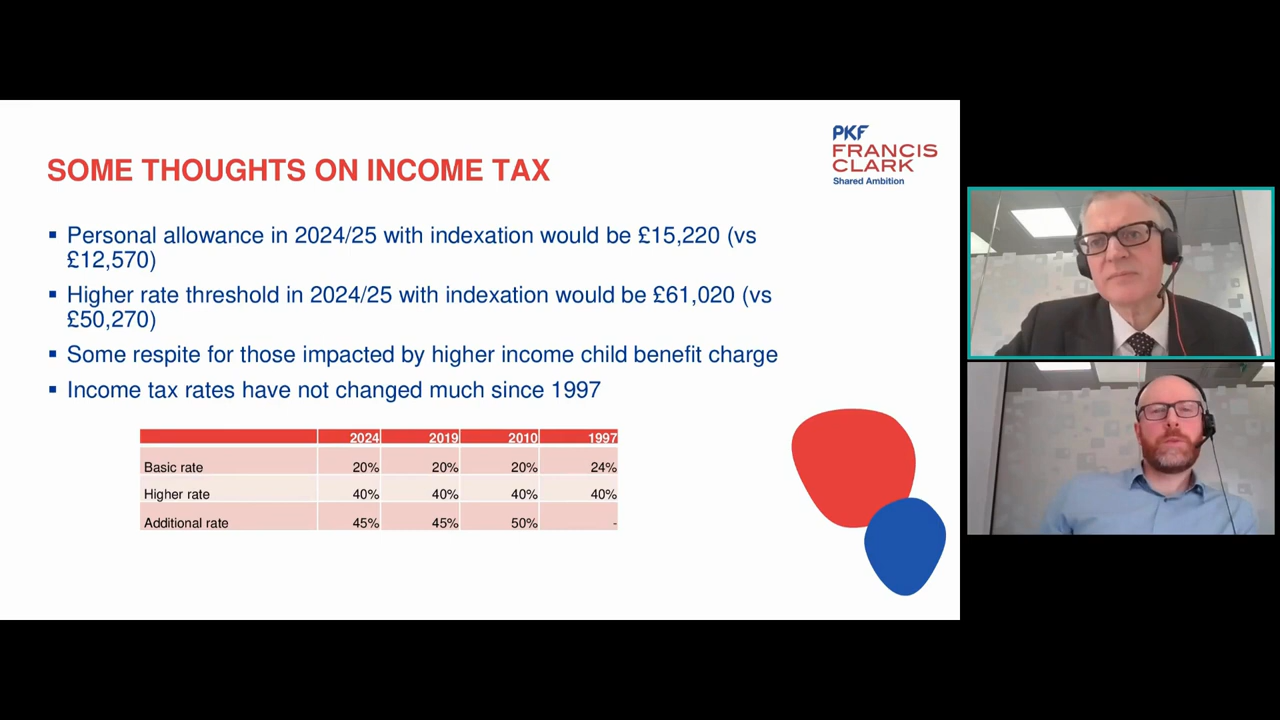 PKF
FRANCIS
CLARK
Shared Ambition
SOME THOUGHTS ON INCOME TAX
▪ Personal allowance in 2024/25 with indexation would be £15,220 (vs
£12,570)
▪ Higher rate threshold in 2024/25 with indexation would be £61,020 (vs
£50,270)
▪ Some respite for those impacted by higher income child benefit charge
▪ Income tax rates have not changed much since 1997
2024 2019 2010 1997
Basic rate 20% 20% 20% 24%
Higher rate 40% 40% 40% 40%
Additional rate 45% 45% 50% -